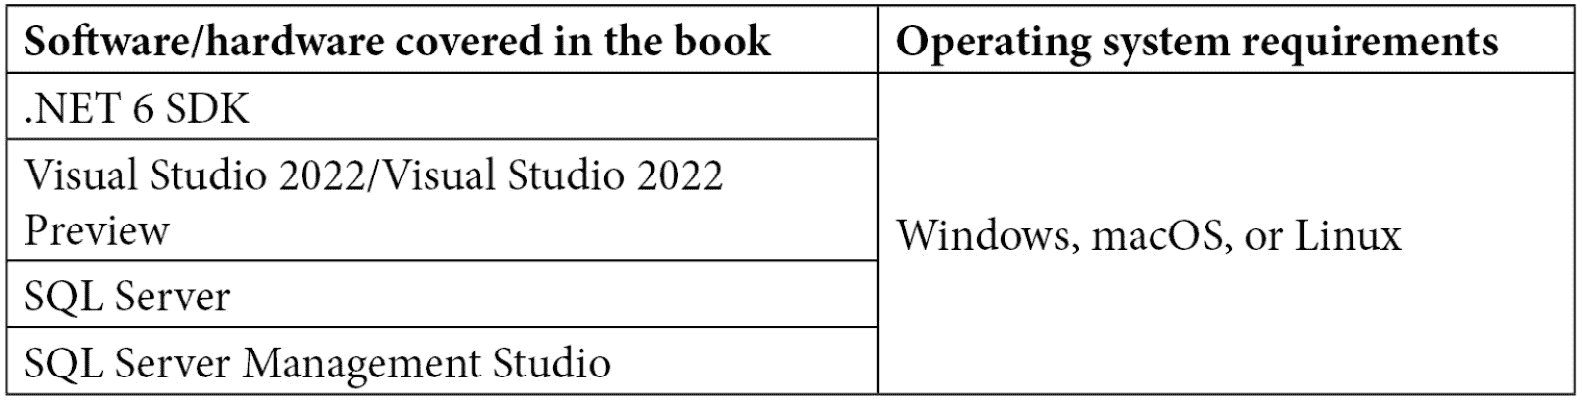 Software/hardware covered in the book
Operating system requirements
.NET 6 SDK
Visual Studio 2022/Visual Studio 2022
Preview
Windows, macOS, or Linux
SQL Server
SQL Server Management Studio